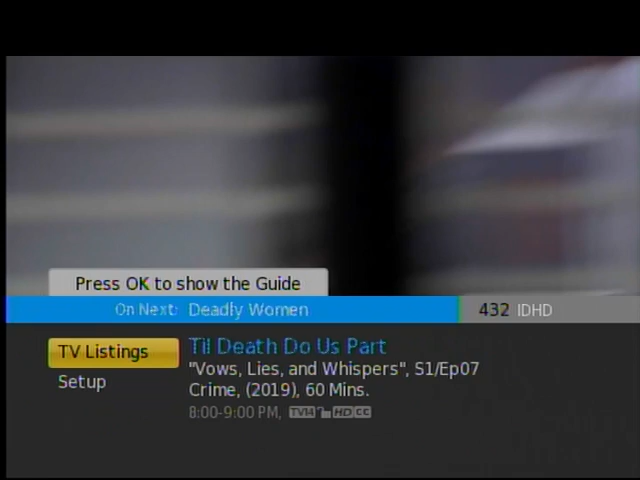 Press OK to show the Guide
On Next: Deadly Women
432 IDHD
TV Listings
Til Death Do Us Part
"Vows, Lies, and Whispers", S1/Ep07
Setup
Crime, (2019), 60 Mins.
8:00-9:00 PM, TV14 HD CC